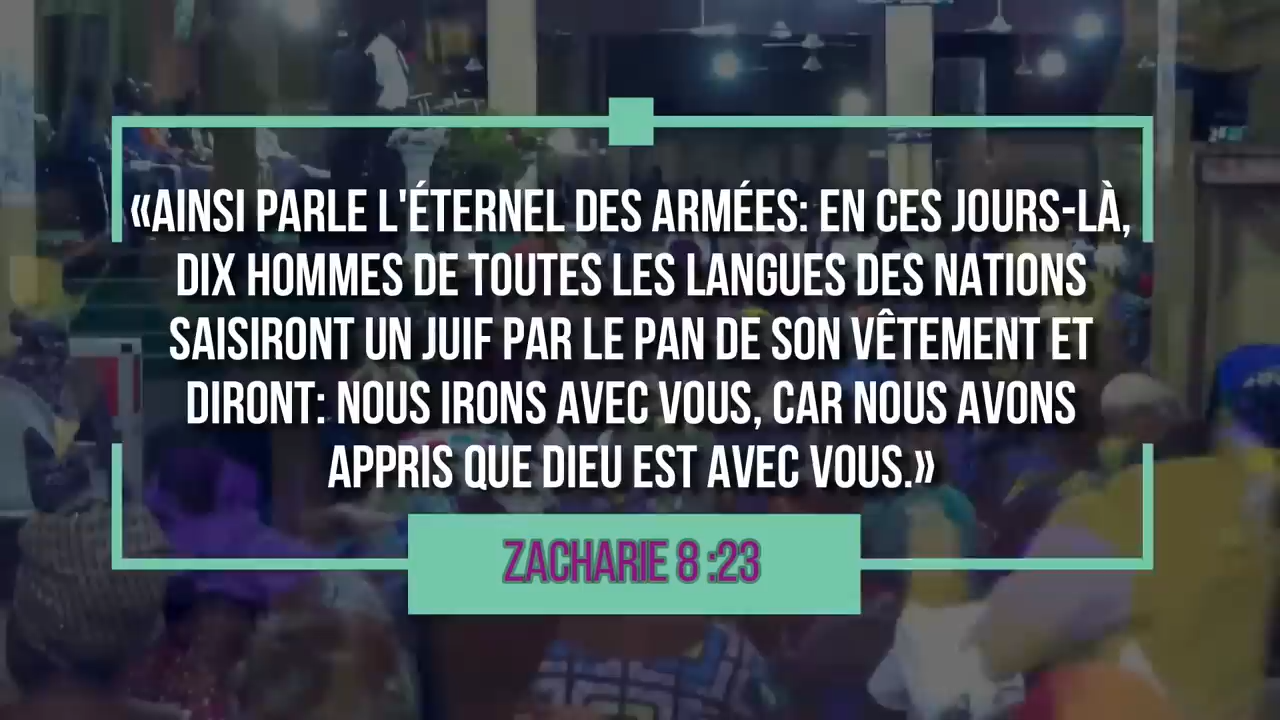 «AINSI PARLE L'ÉTERNEL DES ARMÉES: EN CES JOURS-LÀ,
DIX HOMMES DE TOUTES LES LANGUES DES NATIONS
SAISIRONT UN JUIF PAR LE PAN DE SON VÊTEMENT ET
DIRONT: NOUS IRONS AVEC VOUS, CAR NOUS AVONS
APPRIS QUE DIEU EST AVEC VOUS.»
ZACHARIE 8 :23